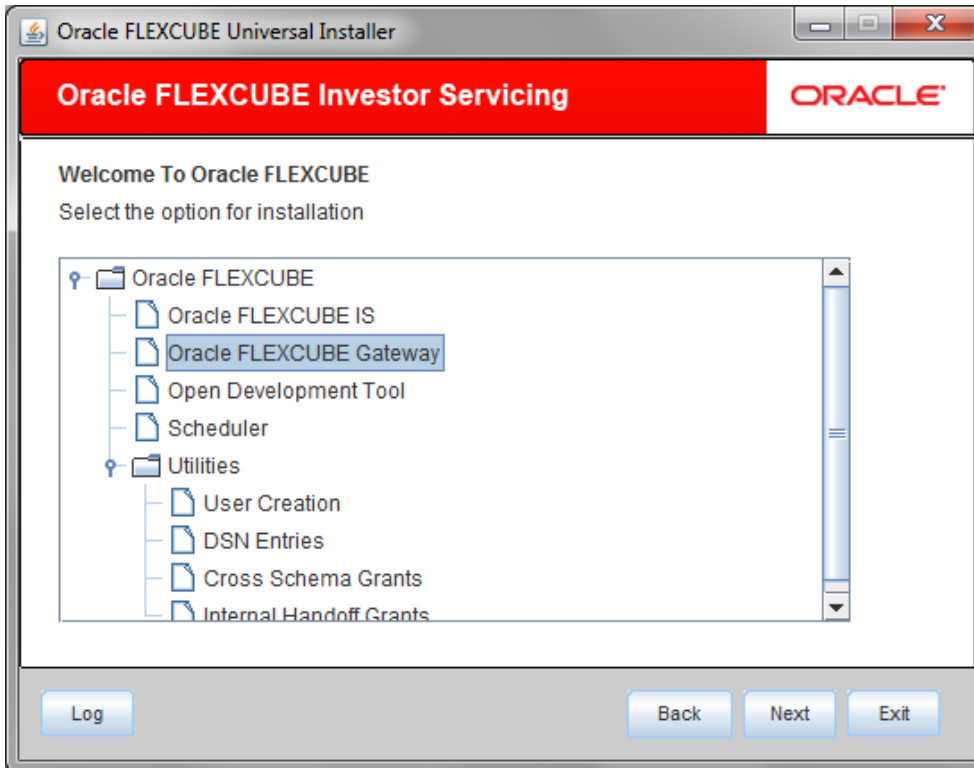 Oracle FLEXCUBE Universal Installer
Oracle FLEXCUBE Investor Servicing
ORACLE
Welcome To Oracle FLEXCUBE
Select the option for installation
Oracle FLEXCUBE
Oracle FLEXCUBE IS
Oracle FLEXCUBE Gateway
Open Development Tool
Scheduler
Utilities
User Creation
DSN Entries
Cross Schema Grants
Internal Handoff Grants
Log
Back
Next
Exit